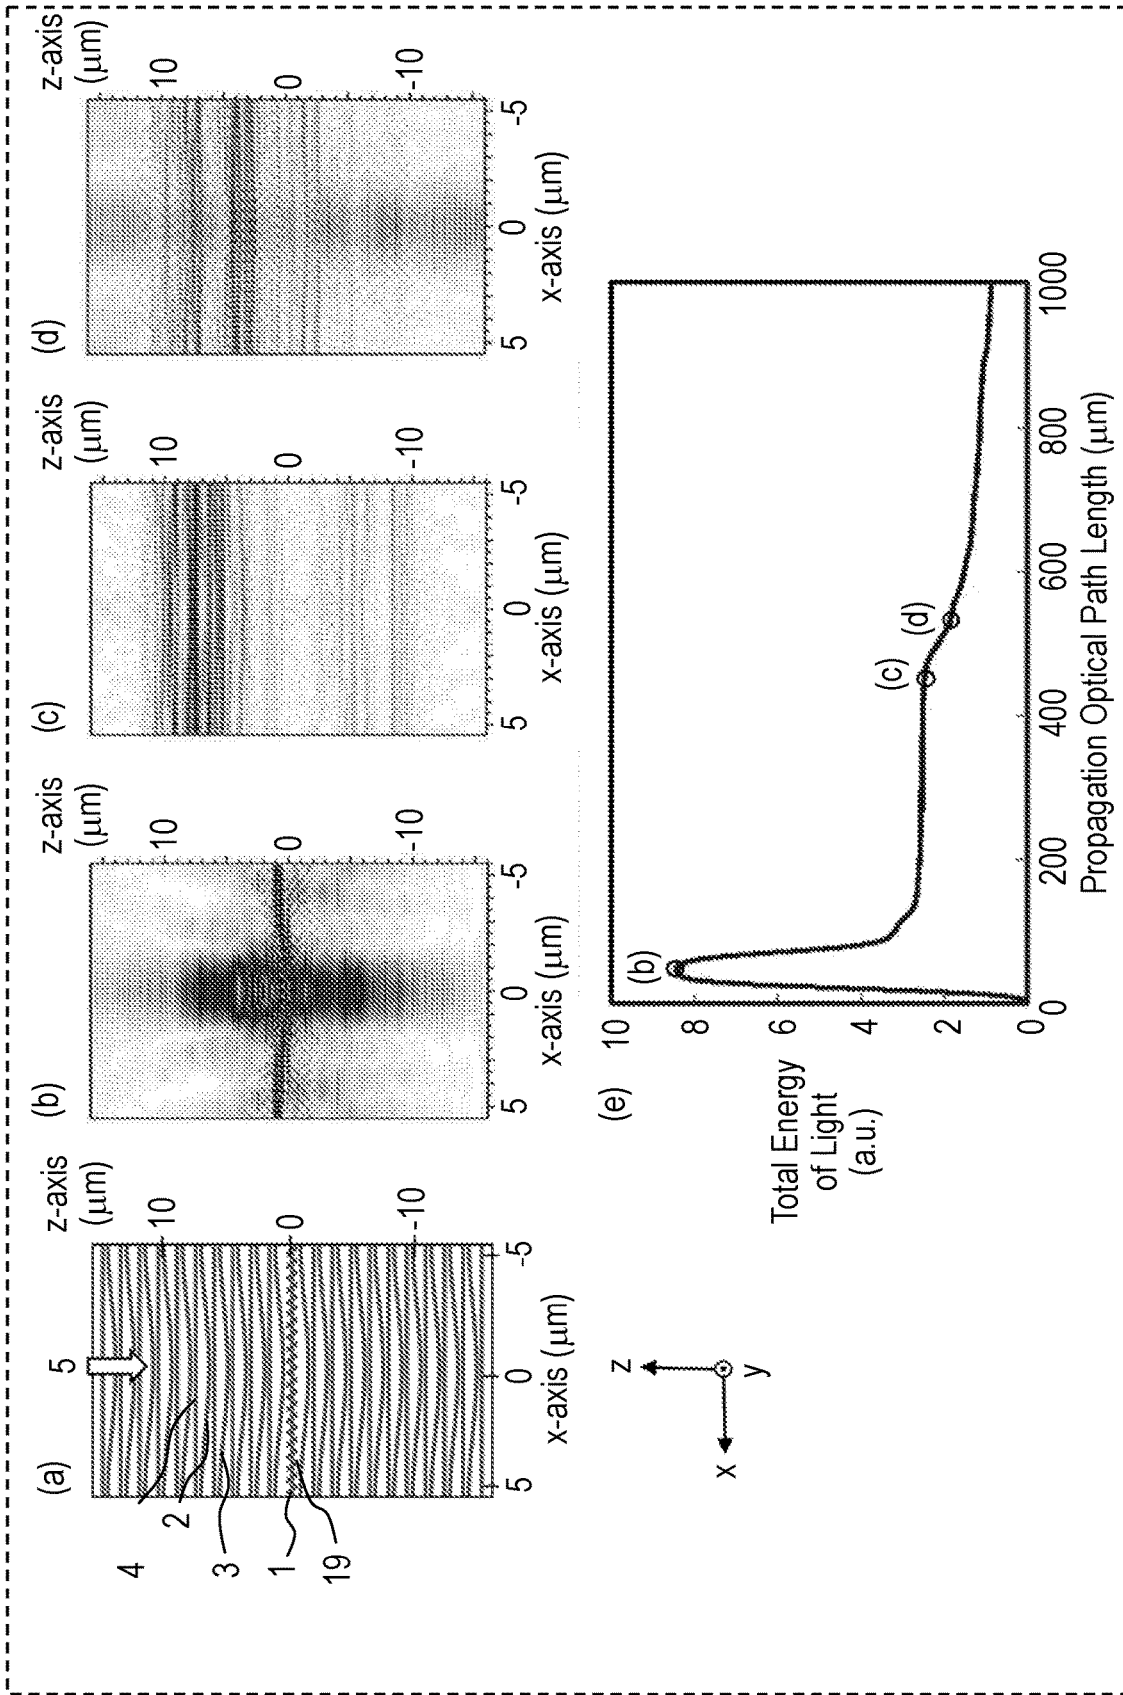 (a)
5
z-axis
(μm)
10
0
-10
4
2
3
1
19
5
0
-5
x-axis (μm)
(b)
z-axis
(μm)
10
0
-10
5
0
-5
x-axis (μm)
(c)
z-axis
(μm)
10
0
-10
5
0
-5
x-axis (μm)
(d)
z-axis
(μm)
10
0
-10
5
0
-5
x-axis (μm)
z
x
y
(e)
Total Energy
of Light
(a.u.)
10
8
6
4
2
0
(b)
(c)
(d)
0
200
400
600
800
1000
Propagation Optical Path Length (μm)